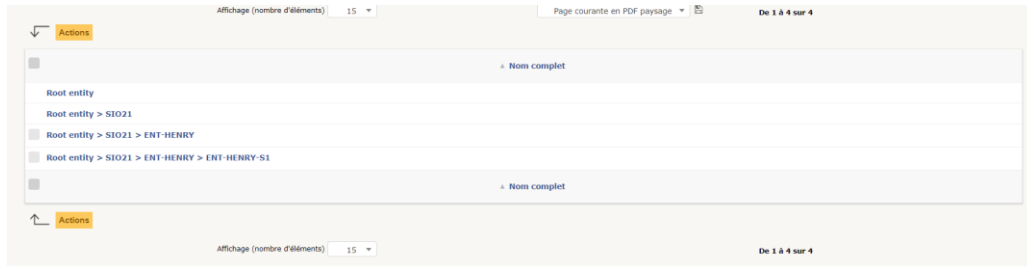 Affichage (nombre d'éléments) 15 Page courante en PDF paysage De 1 à 4 sur 4
Actions
Nom complet
Root entity
Root entity > SIO21
Root entity > SIO21 > ENT-HENRY
Root entity > SIO21 > ENT-HENRY > ENT-HENRY-S1
Nom complet
Actions
Affichage (nombre d'éléments) 15 De 1 à 4 sur 4